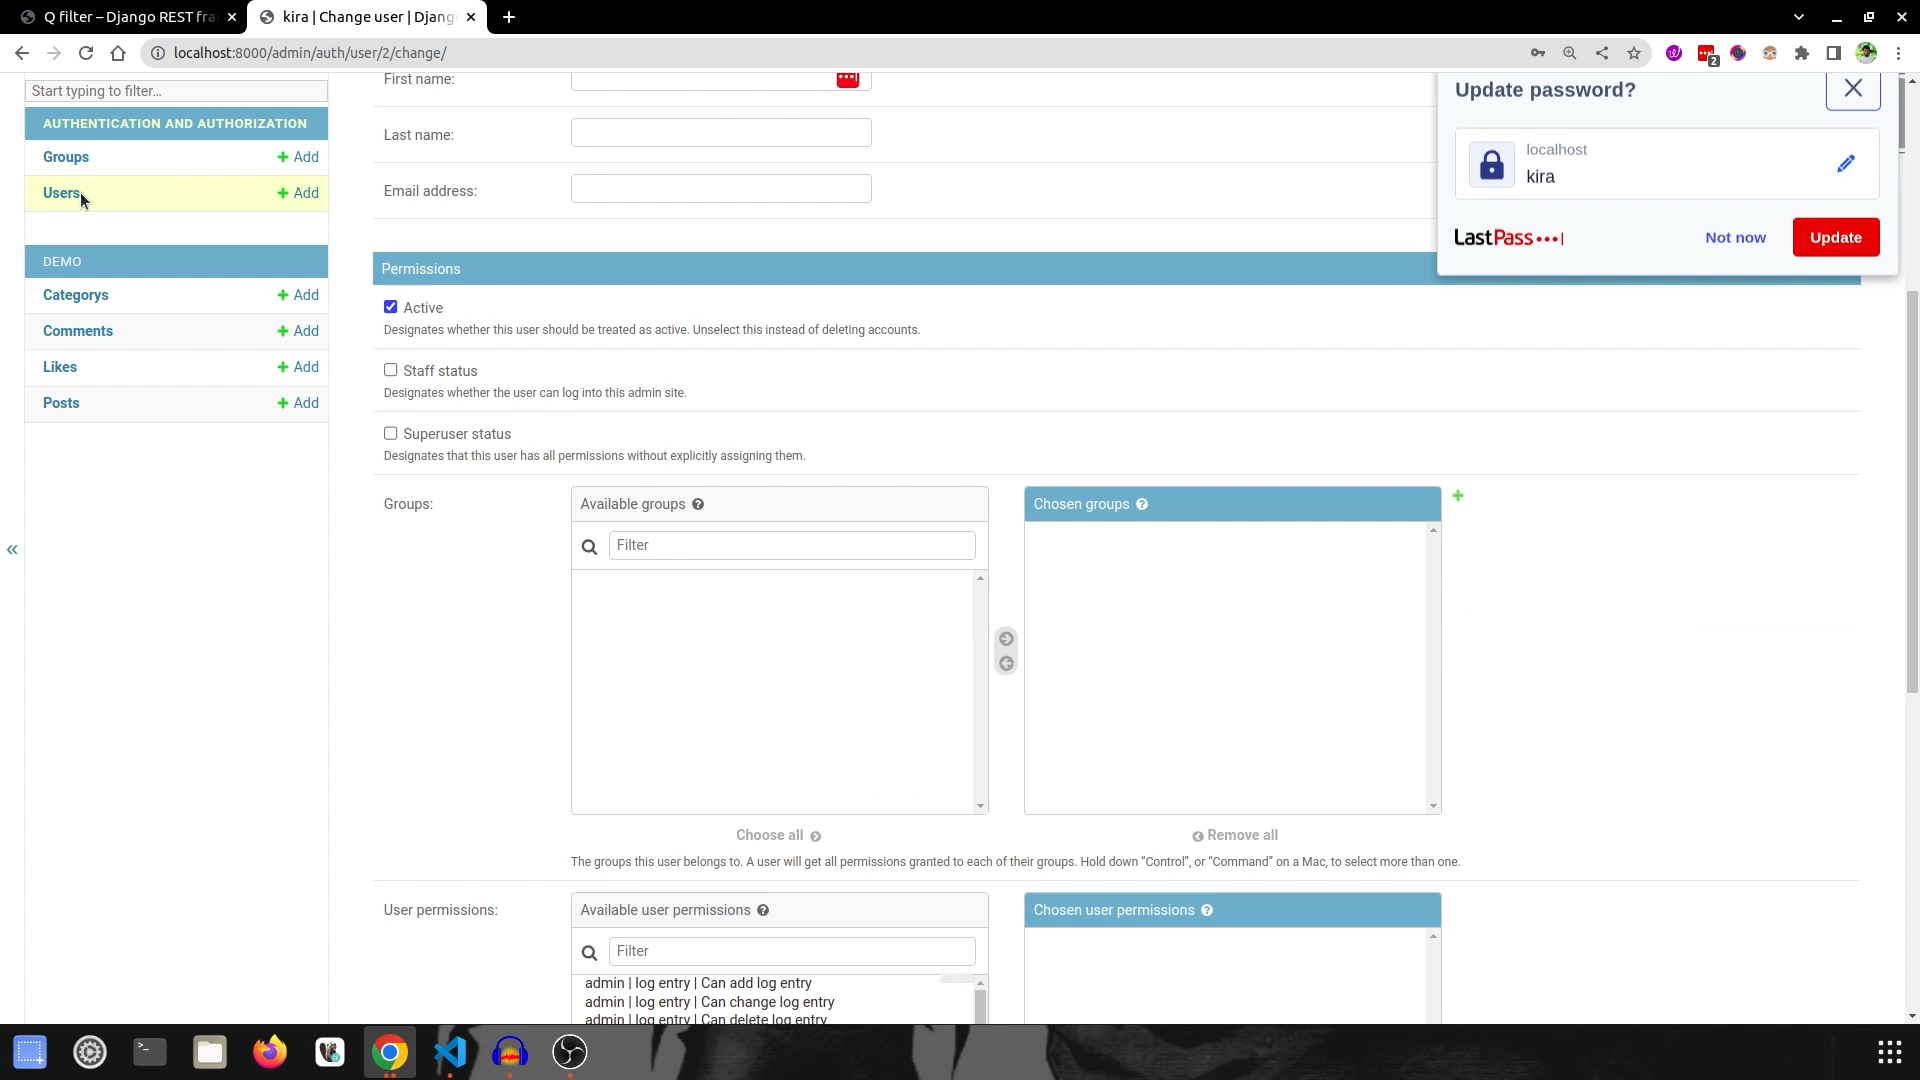 Q filter – Django REST fra
kira | Change user | Djang
localhost:8000/admin/auth/user/2/change/
2
Start typing to filter…
AUTHENTICATION AND AUTHORIZATION
Groups
Add
Users
Add
DEMO
Categorys
Add
Comments
Add
Likes
Add
Posts
Add
First name:
Last name:
Email address:
Permissions
Active
Designates whether this user should be treated as active. Unselect this instead of deleting accounts.
Staff status
Designates whether the user can log into this admin site.
Superuser status
Designates that this user has all permissions without explicitly assigning them.
Groups:
Available groups
Filter
Chosen groups
Choose all
Remove all
The groups this user belongs to. A user will get all permissions granted to each of their groups. Hold down “Control”, or “Command” on a Mac, to select more than one.
User permissions:
Available user permissions
Filter
admin | log entry | Can add log entry
admin | log entry | Can change log entry
admin | log entry | Can delete log entry
Chosen user permissions
Update password?
localhost
kira
LastPass
Not now
Update